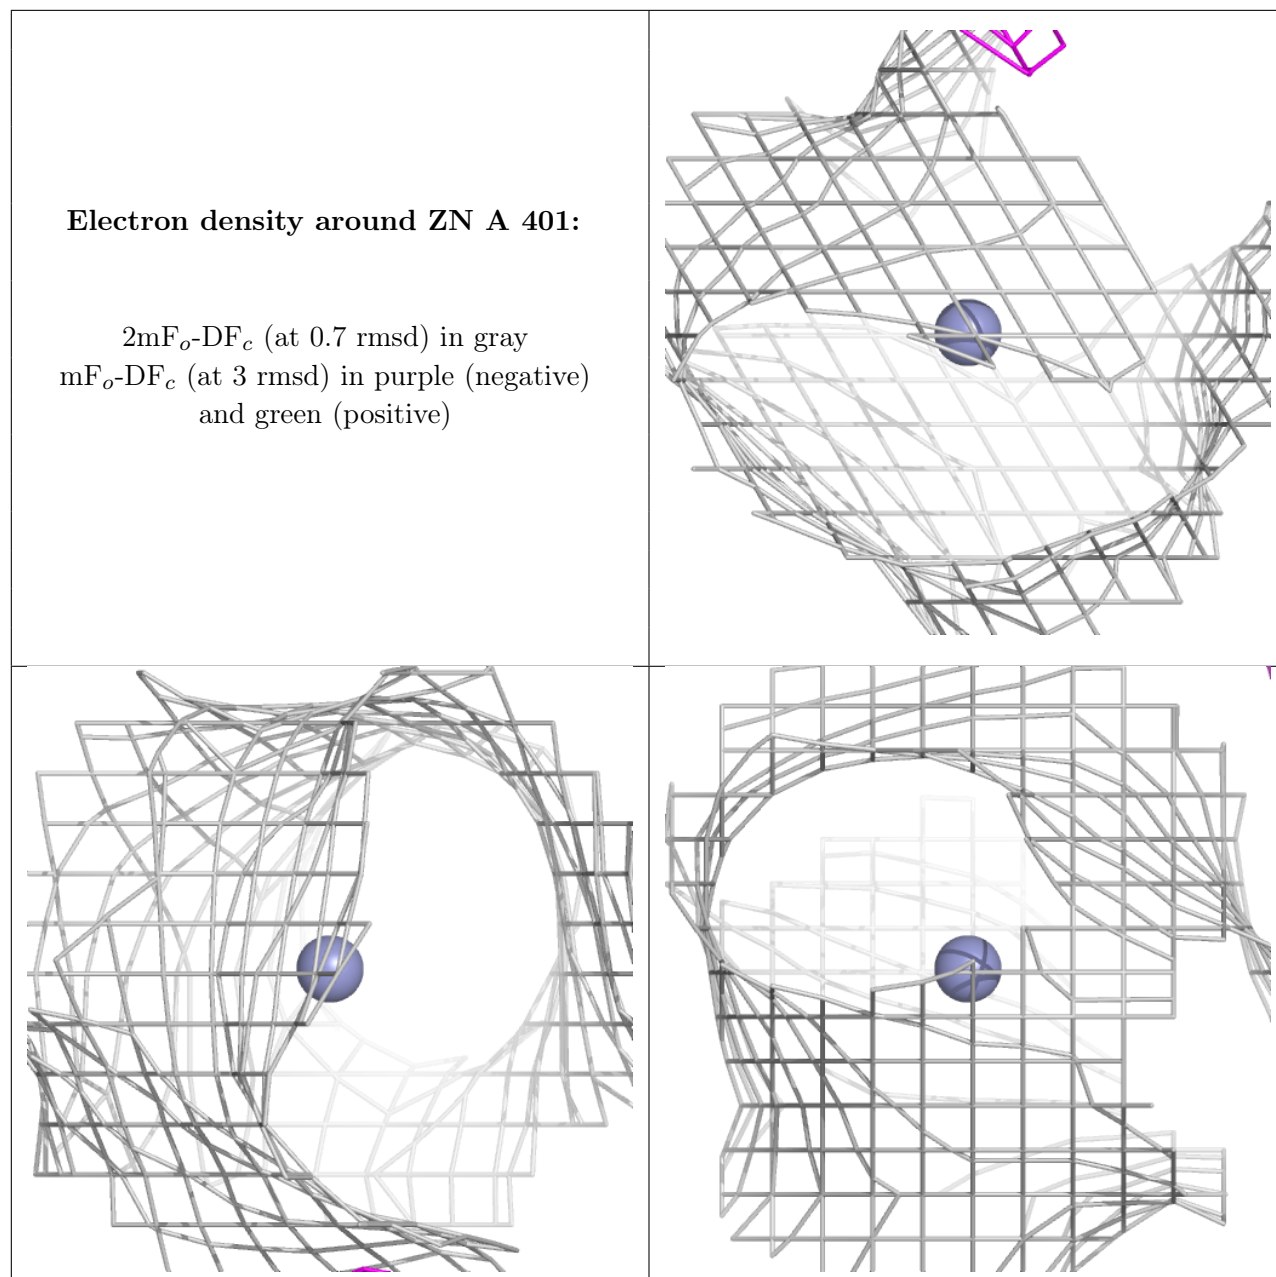 Electron density around ZN A 401:
2mFₒ-DF𝒸 (at 0.7 rmsd) in gray
mFₒ-DF𝒸 (at 3 rmsd) in purple (negative)
and green (positive)